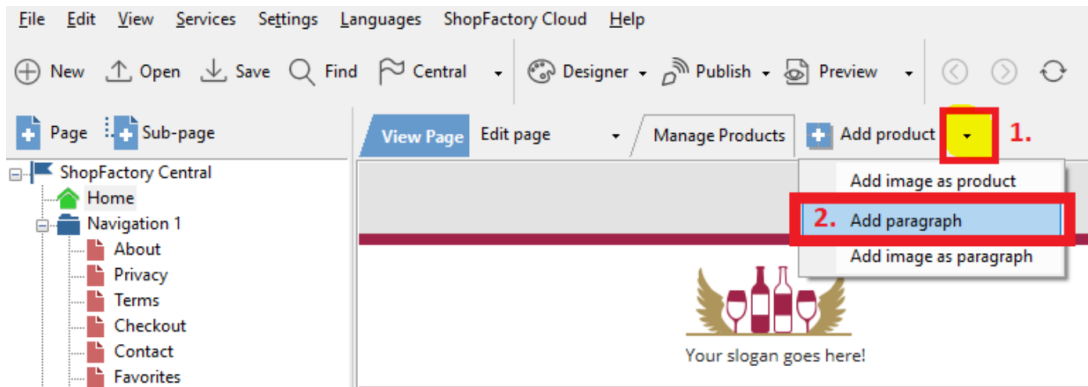 File Edit View Services Settings Languages ShopFactory Cloud Help
New Open Save Find Central Designer Publish Preview
Page Sub-page
View Page Edit page Manage Products Add product 1.
ShopFactory Central
Home
Navigation 1
About
Privacy
Terms
Checkout
Contact
Favorites
Add image as product
2. Add paragraph
Add image as paragraph
Your slogan goes here!